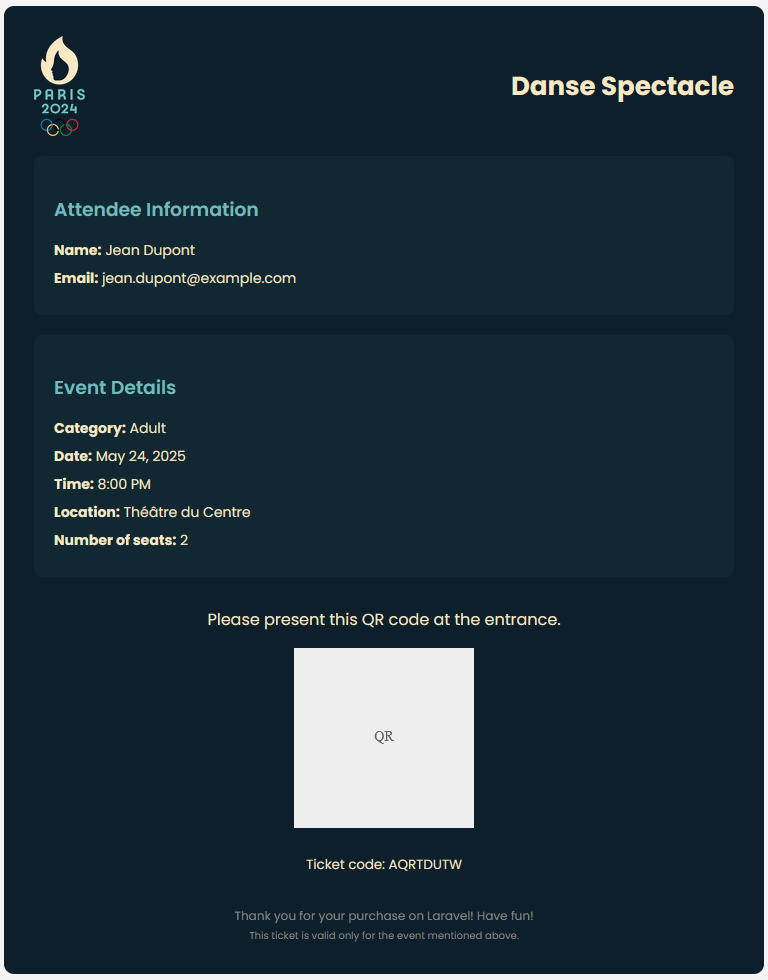 PARIS
2024
Danse Spectacle
Attendee Information
Name: Jean Dupont
Email: jean.dupont@example.com
Event Details
Category: Adult
Date: May 24, 2025
Time: 8:00 PM
Location: Théâtre du Centre
Number of seats: 2
Please present this QR code at the entrance.
QR
Ticket code: AQRTDUTW
Thank you for your purchase on Laravel! Have fun!
This ticket is valid only for the event mentioned above.